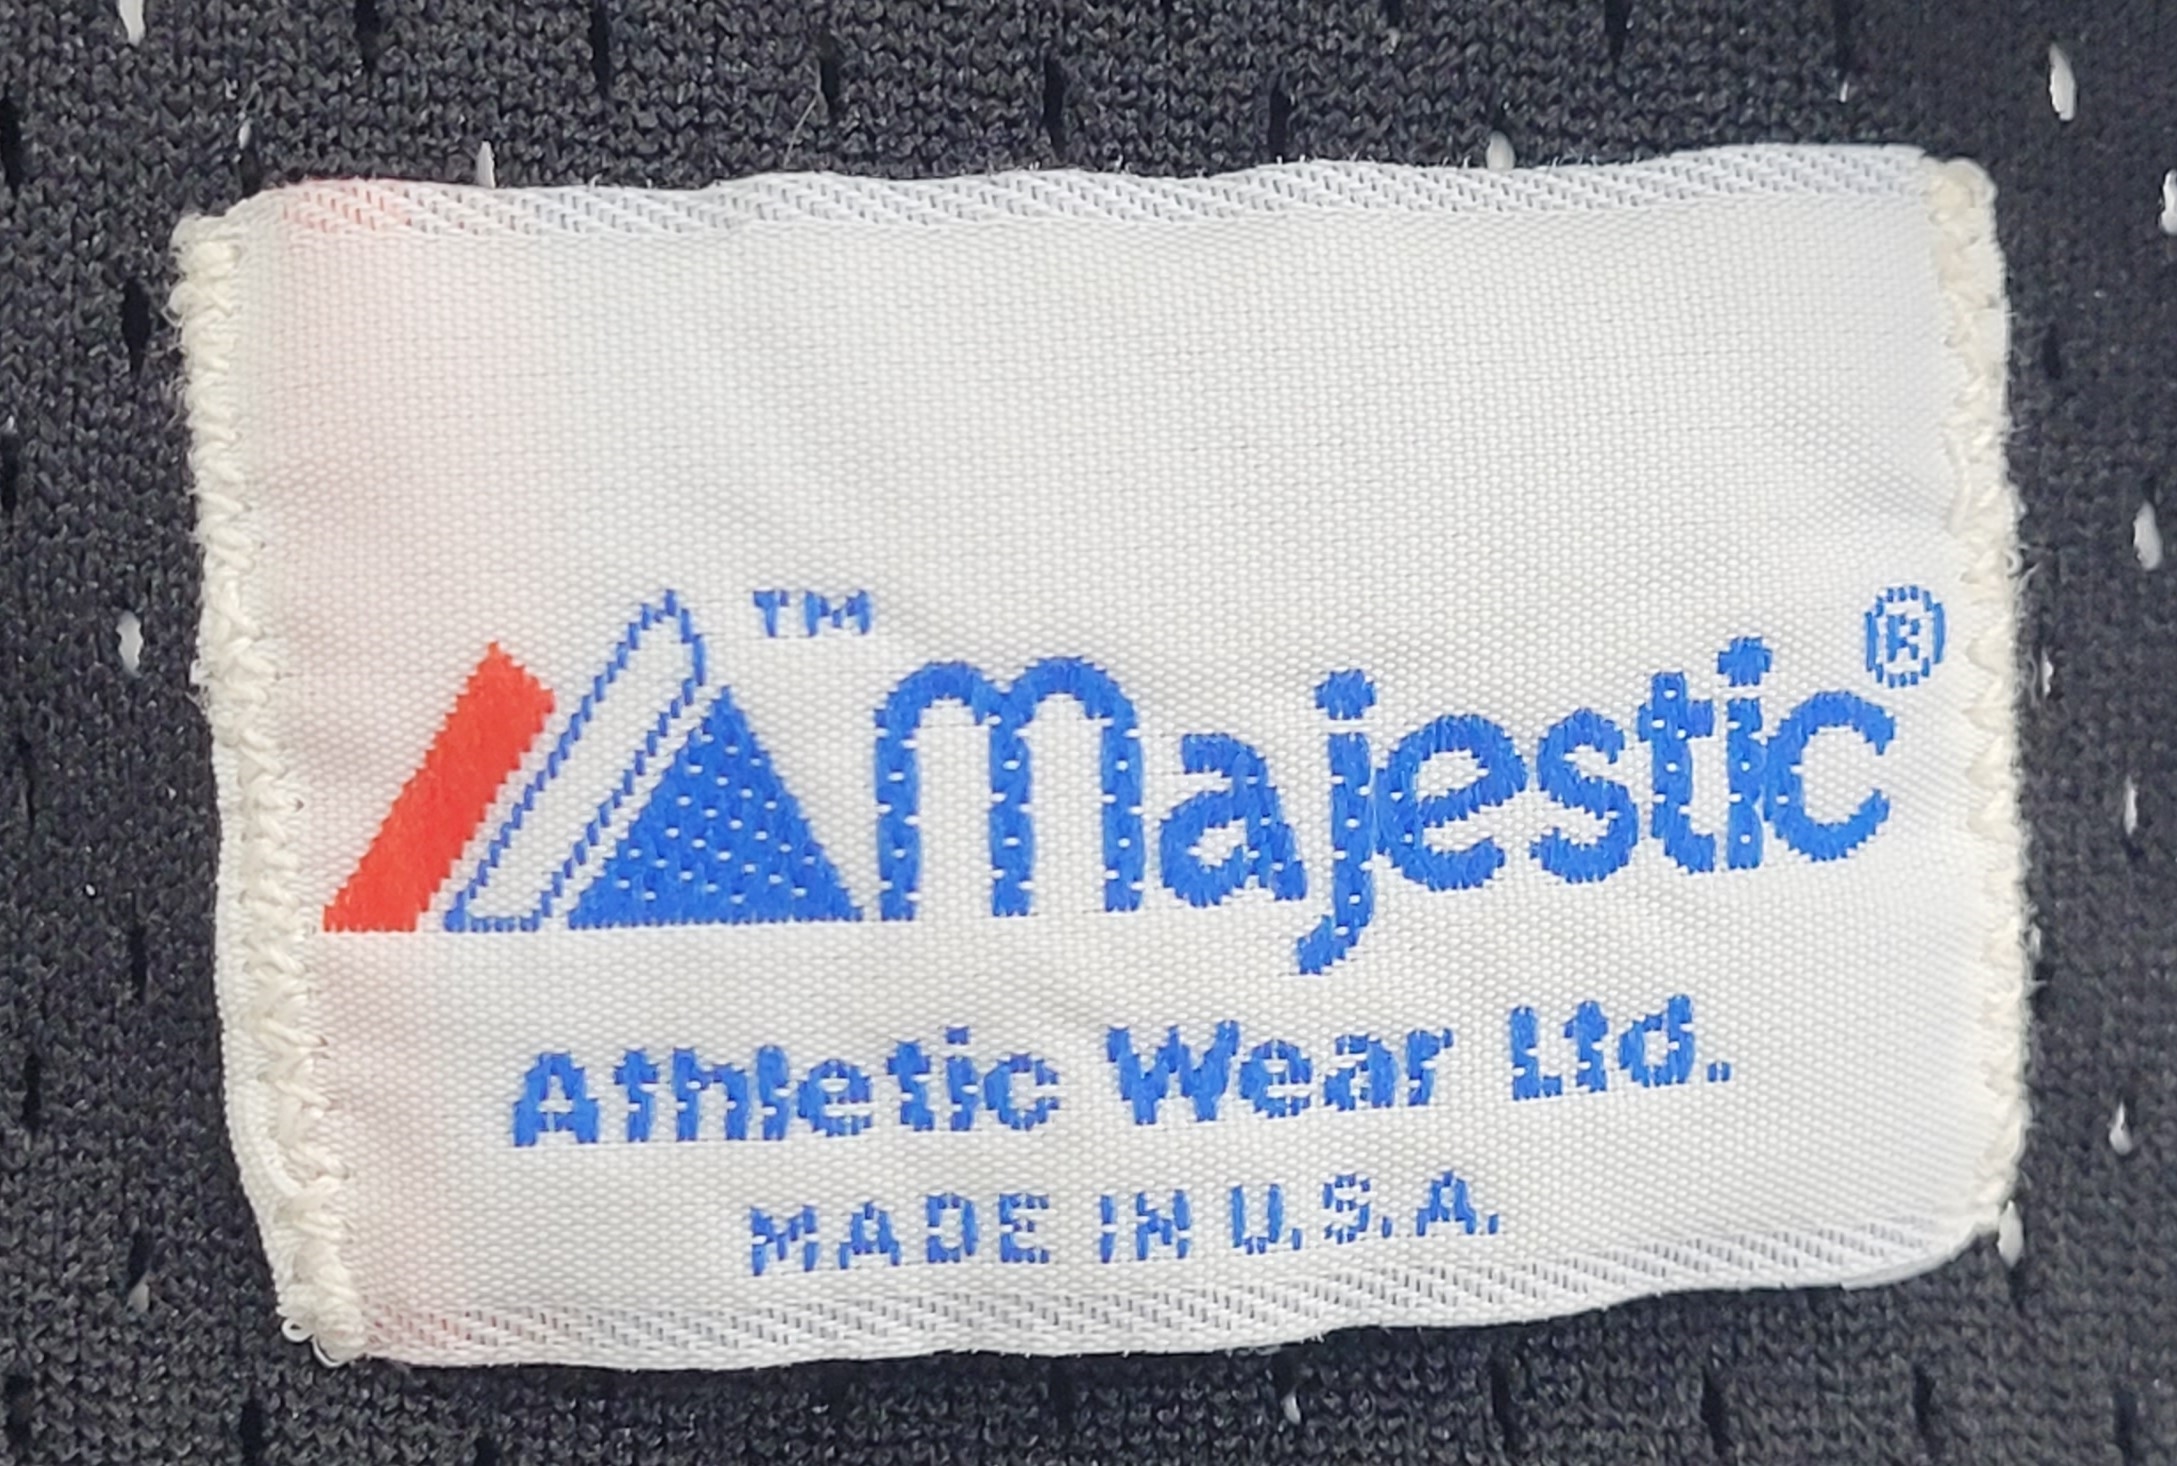 ™ Majestic®
Athletic Wear Ltd.
MADE IN U.S.A.